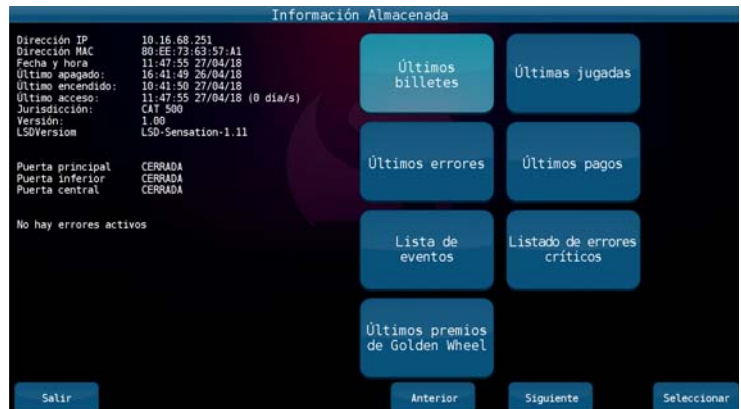 Información Almacenada
Dirección IP 10.16.68.251
Dirección MAC 80:EE:73:63:57:A1
Fecha y hora 11:47:55 27/04/18
Último apagado: 16:41:49 26/04/18
Último encendido: 10:41:50 27/04/18
Último acceso: 11:47:55 27/04/18 (0 día/s)
Jurisdicción: CAT 500
Versión: 1.00
LSDVersiom LSD-Sensation-1.11
Puerta principal CERRADA
Puerta inferior CERRADA
Puerta central CERRADA
No hay errores activos
Últimos
billetes
Últimas jugadas
Últimos errores
Últimos pagos
Lista de
eventos
Listado de errores
críticos
Últimos premios
de Golden Wheel
Salir
Anterior
Siguiente
Seleccionar